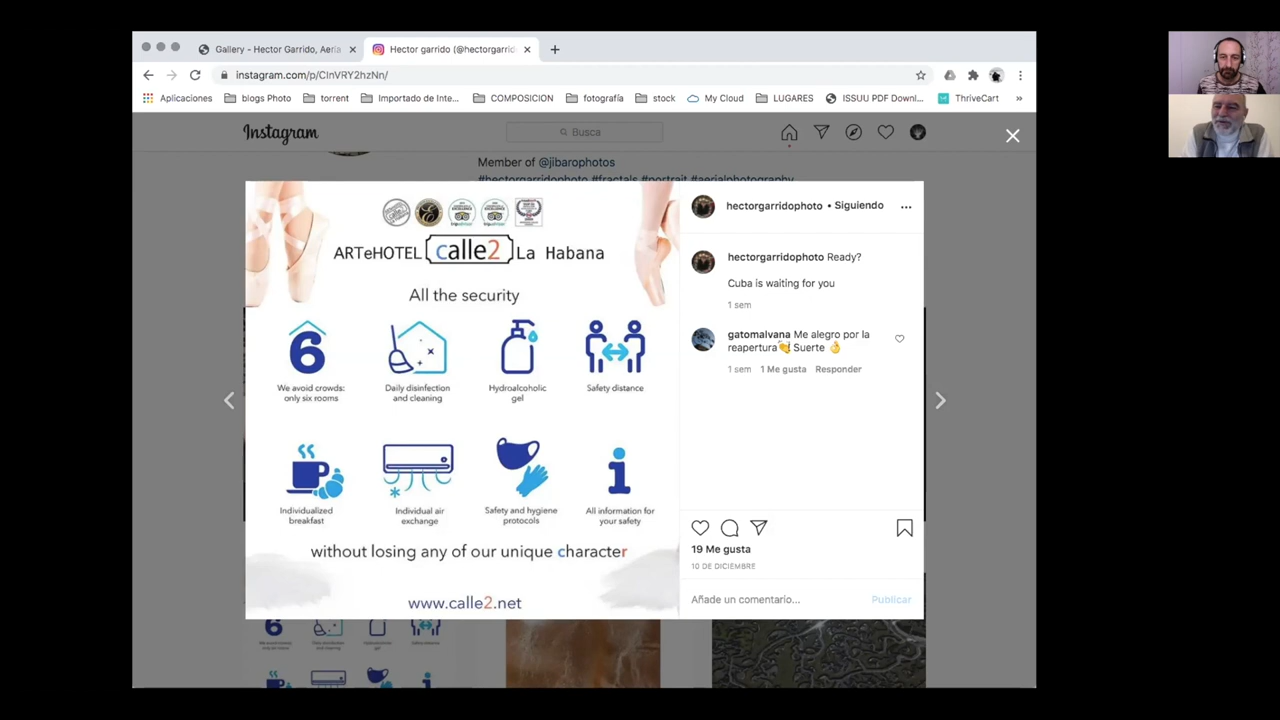 Gallery - Hector Garrido, Aeria
Hector garrido (@hectorgarrid
instagram.com/p/CInVRY2hzNn/
Aplicaciones
blogs Photo
torrent
Importado de Inte...
COMPOSICION
fotografía
stock
My Cloud
LUGARES
ISSUU PDF Downl...
ThriveCart
»
Instagram
Busca
Member of @jibarophotos
#hectorgarridophoto #fractals #portrait #aerialphotography
ARTeHOTEL calle2 La Habana
All the security
6
We avoid crowds:
only six rooms
Daily disinfection
and cleaning
Hydroalcoholic
gel
Safety distance
Individualized
breakfast
Individual air
exchange
Safety and hygiene
protocols
All information for
your safety
without losing any of our unique character
www.calle2.net
hectorgarridophoto • Siguiendo
hectorgarridophoto Ready?
Cuba is waiting for you
1 sem
gatomalvana Me alegro por la
reapertura👏 Suerte 👌
1 sem 1 Me gusta Responder
19 Me gusta
10 DE DICIEMBRE
Añade un comentario... Publicar